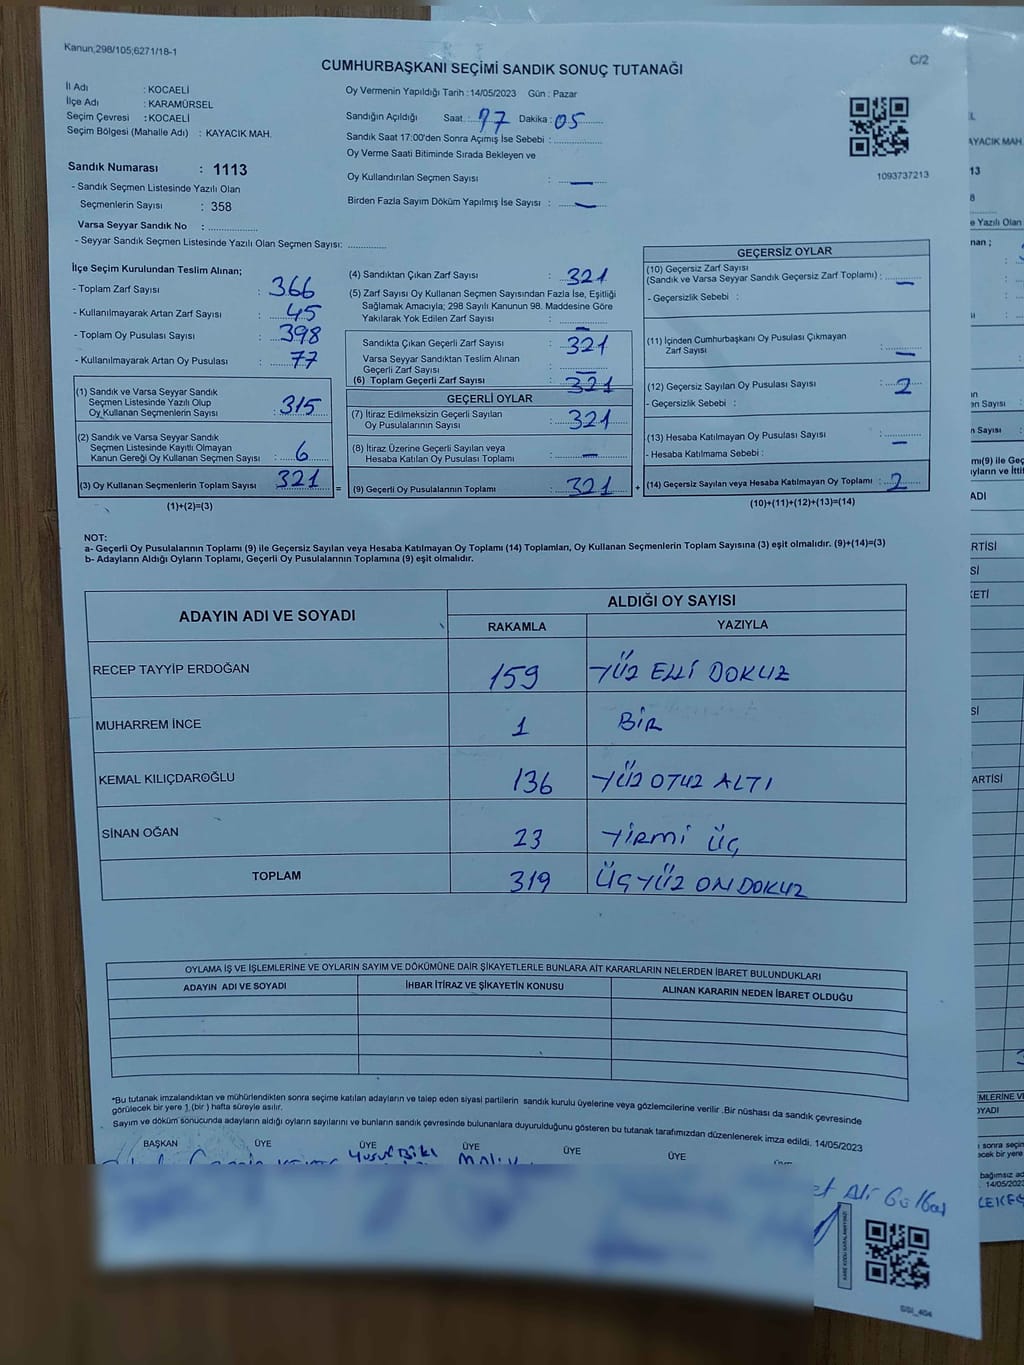 Kanun,298/105;6271/18-1
C/2
CUMHURBAŞKANI SEÇİMİ SANDIK SONUÇ TUTANAĞI
İl Adı : KOCAELİ
İlçe Adı : KARAMÜRSEL
Seçim Çevresi : KOCAELİ
Seçim Bölgesi (Mahalle Adı) : KAYACIK MAH.
Sandık Numarası : 1113
- Sandık Seçmen Listesinde Yazılı Olan
Seçmenlerin Sayısı : 358
Varsa Seyyar Sandık No :
- Seyyar Sandık Seçmen Listesinde Yazılı Olan Seçmen Sayısı:
Oy Vermenin Yapıldığı Tarih :14/05/2023 Gün : Pazar
Sandığın Açıldığı Saat.: 17 Dakika : 05
Sandık Saat 17:00'den Sonra Açımış İse Sebebi :
Oy Verme Saati Bitiminde Sırada Bekleyen ve
Oy Kullandırılan Seçmen Sayısı : —
Birden Fazla Sayım Döküm Yapılmış İse Sayısı : —
1093737213
İlçe Seçim Kurulundan Teslim Alınan;
- Toplam Zarf Sayısı : 366
- Kullanılmayarak Artan Zarf Sayısı : 45
- Toplam Oy Pusulası Sayısı : 398
- Kullanılmayarak Artan Oy Pusulası : 77
(1) Sandık ve Varsa Seyyar Sandık
Seçmen Listesinde Yazılı Olup
Oy Kullanan Seçmenlerin Sayısı : 315
(2) Sandık ve Varsa Seyyar Sandık
Seçmen Listesinde Kayıtlı Olmayan
Kanun Gereği Oy Kullanan Seçmen Sayısı : 6
(3) Oy Kullanan Seçmenlerin Toplam Sayısı : 321
(1)+(2)=(3)
(4) Sandıktan Çıkan Zarf Sayısı : 321
(5) Zarf Sayısı Oy Kullanan Seçmen Sayısından Fazla İse, Eşitliği
Sağlamak Amacıyla; 298 Sayılı Kanunun 98. Maddesine Göre
Yakılarak Yok Edilen Zarf Sayısı : —
Sandıkta Çıkan Geçerli Zarf Sayısı : 321
Varsa Seyyar Sandıktan Teslim Alınan
Geçerli Zarf Sayısı : —
(6) Toplam Geçerli Zarf Sayısı : 321
GEÇERLİ OYLAR
(7) İtiraz Edilmeksizin Geçerli Sayılan
Oy Pusulalarının Sayısı : 321
(8) İtiraz Üzerine Geçerli Sayılan veya
Hesaba Katılan Oy Pusulası Toplamı : —
= (9) Geçerli Oy Pusulalarının Toplamı : 321 +
GEÇERSİZ OYLAR
(10) Geçersiz Zarf Sayısı
(Sandık ve Varsa Seyyar Sandık Geçersiz Zarf Toplamı) : —
- Geçersizlik Sebebi :
(11) İçinden Cumhurbaşkanı Oy Pusulası Çıkmayan
Zarf Sayısı : —
(12) Geçersiz Sayılan Oy Pusulası Sayısı : 2
- Geçersizlik Sebebi :
(13) Hesaba Katılmayan Oy Pusulası Sayısı : —
- Hesaba Katılmama Sebebi :
(14) Geçersiz Sayılan veya Hesaba Katılmayan Oy Toplamı : 2
(10)+(11)+(12)+(13)=(14)
NOT:
a- Geçerli Oy Pusulalarının Toplamı (9) ile Geçersiz Sayılan veya Hesaba Katılmayan Oy Toplamı (14) Toplamları, Oy Kullanan Seçmenlerin Toplam Sayısına (3) eşit olmalıdır. (9)+(14)=(3)
b- Adayların Aldığı Oyların Toplamı, Geçerli Oy Pusulalarının Toplamına (9) eşit olmalıdır.
ADAYIN ADI VE SOYADI ALDIĞI OY SAYISI
RAKAMLA YAZIYLA
RECEP TAYYİP ERDOĞAN 159 YÜZ ELLİ DOKUZ
MUHARREM İNCE 1 BİR
KEMAL KILIÇDAROĞLU 136 YÜZ OTUZ ALTI
SİNAN OĞAN 23 YİRMİ ÜÇ
TOPLAM 319 ÜÇ YÜZ ON DOKUZ
OYLAMA İŞ VE İŞLEMLERİNE VE OYLARIN SAYIM VE DÖKÜMÜNE DAİR ŞİKAYETLERLE BUNLARA AİT KARARLARIN NELERDEN İBARET BULUNDUKLARI
ADAYIN ADI VE SOYADI İHBAR İTİRAZ VE ŞİKAYETİN KONUSU ALINAN KARARIN NEDEN İBARET OLDUĞU
*Bu tutanak imzalandıktan ve mühürlendikten sonra seçime katılan adayların ve talep eden siyasi partilerin sandık kurulu üyelerine veya gözlemcilerine verilir .Bir nüshası da sandık çevresinde
görülecek bir yere 1 (bir ) hafta süreyle asılır.
Sayım ve döküm sonucunda adayların aldığı oyların sayılarını ve bunların sandık çevresinde bulunanlara duyurulduğunu gösteren bu tutanak tarafımızdan düzenlenerek imza edildi. 14/05/2023
BAŞKAN ÜYE ÜYE ÜYE ÜYE ÜYE ÜYE
Ali
GSI_404